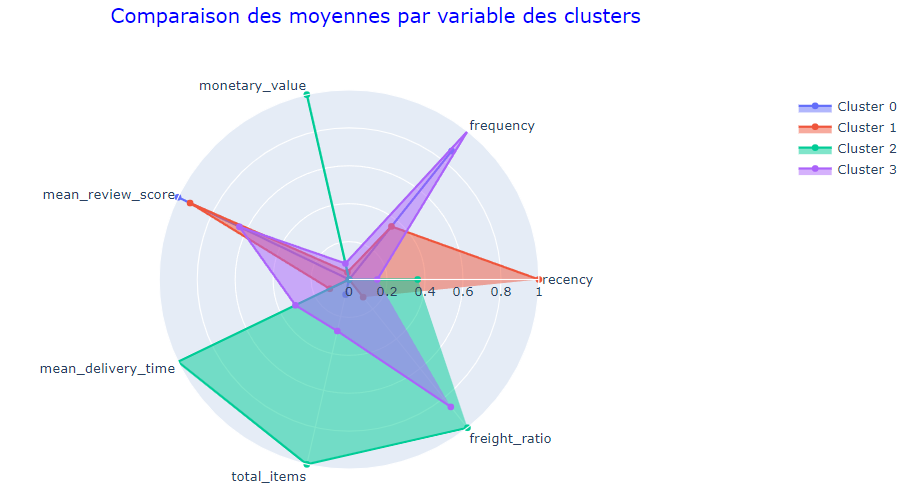 Comparaison des moyennes par variable des clusters
monetary_value
frequency
mean_review_score
recency
0 0.2 0.4 0.6 0.8 1
mean_delivery_time
freight_ratio
total_items
Cluster 0
Cluster 1
Cluster 2
Cluster 3